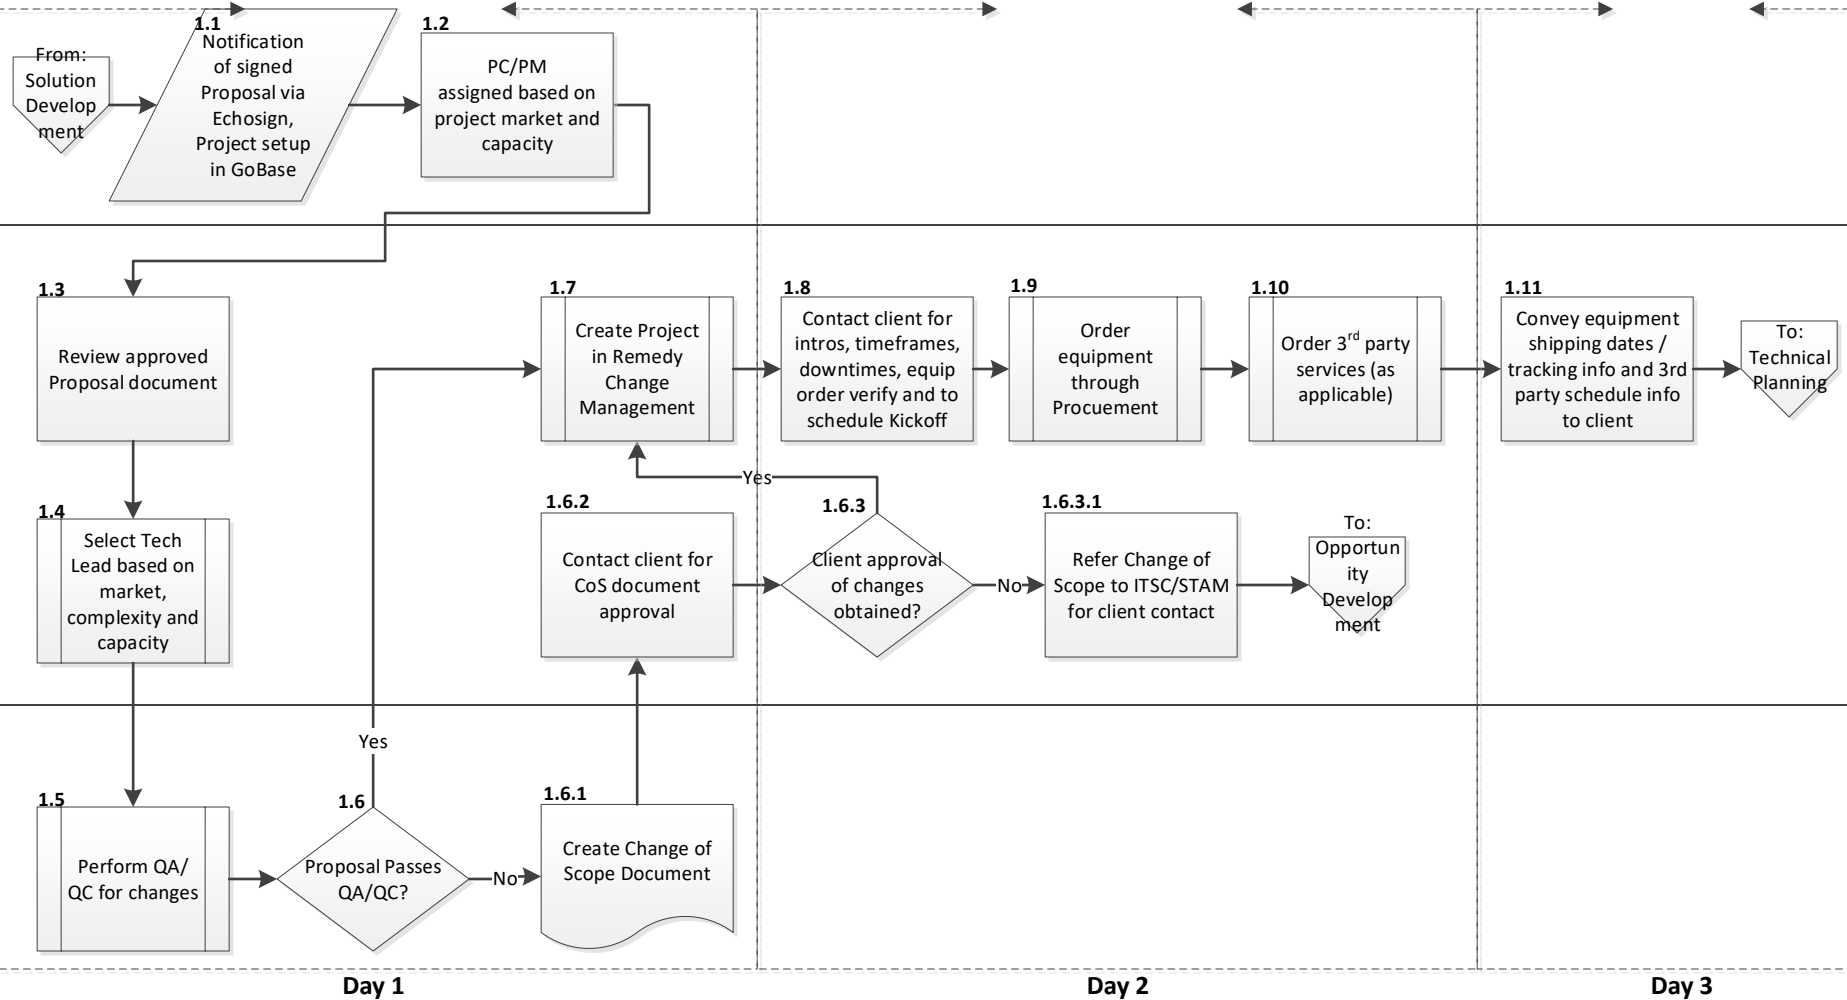 From:
Solution
Develop
ment
1.1
Notification
of signed
Proposal via
Echosign,
Project setup
in GoBase
1.2
PC/PM
assigned based on
project market and
capacity
1.3
Review approved
Proposal document
1.7
Create Project
in Remedy
Change
Management
1.8
Contact client for
intros, timeframes,
downtimes, equip
order verify and to
schedule Kickoff
1.9
Order
equipment
through
Procuement
1.10
Order 3rd party
services (as
applicable)
1.11
Convey equipment
shipping dates /
tracking info and 3rd
party schedule info
to client
To:
Technical
Planning
1.4
Select Tech
Lead based on
market,
complexity and
capacity
1.6.2
Contact client for
CoS document
approval
Yes
1.6.3
Client approval
of changes
obtained?
No
1.6.3.1
Refer Change of
Scope to ITSC/STAM
for client contact
To:
Opportun
ity
Develop
ment
1.5
Perform QA/
QC for changes
Yes
1.6
Proposal Passes
QA/QC?
No
1.6.1
Create Change of
Scope Document
Day 1
Day 2
Day 3